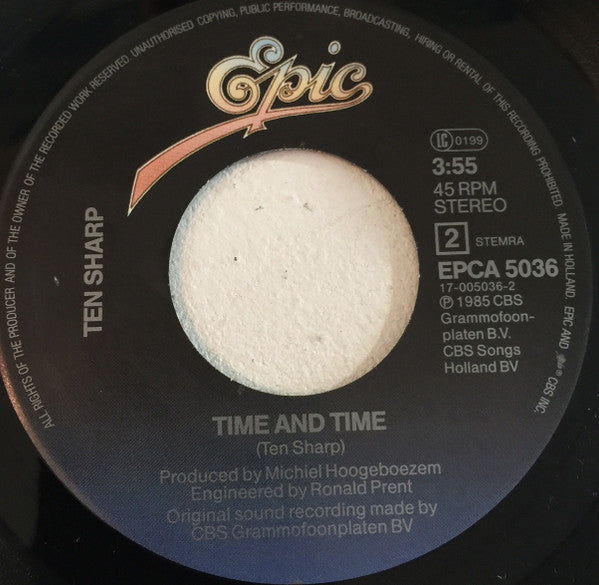 ALL RIGHTS OF THE PRODUCER AND OF THE OWNER OF THE RECORDED WORK RESERVED. UNAUTHORISED COPYING, PUBLIC PERFORMANCE, BROADCASTING, HIRING OR RENTAL OF THIS RECORDING PROHIBITED. MADE IN HOLLAND. EPIC AND ® CBS INC.
Epic
TEN SHARP
LC 0199
3:55
45 RPM
STEREO
2 STEMRA
EPCA 5036
17-005036-2
℗ 1985 CBS
Grammofoon-
platen B.V.
CBS Songs
Holland BV
TIME AND TIME
(Ten Sharp)
Produced by Michiel Hoogeboezem
Engineered by Ronald Prent
Original sound recording made by
CBS Grammofoonplaten BV